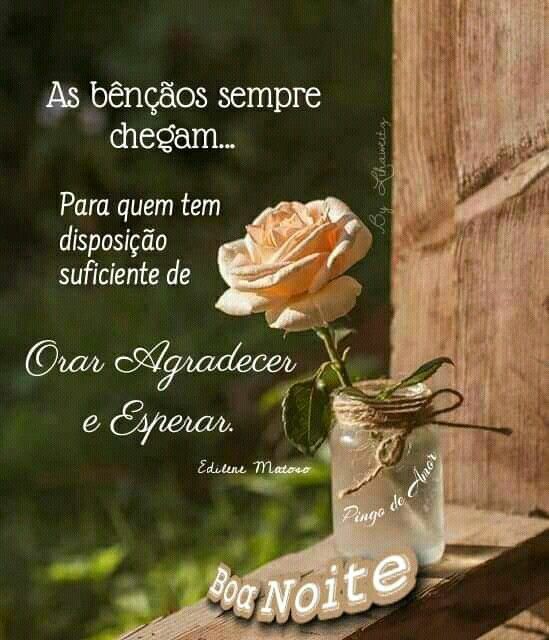 As bênçãos sempre
chegam...
Para quem tem
disposição
suficiente de
Orar Agradecer
e Esperar.
Edilene Matoso
By Lihaweitz
Pingo de Amor
Boa Noite